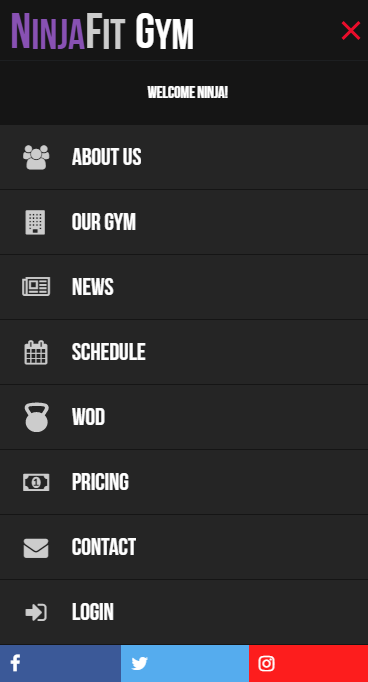 NinjaFit Gym
WELCOME NINJA!
ABOUT US
OUR GYM
NEWS
SCHEDULE
WOD
PRICING
CONTACT
LOGIN